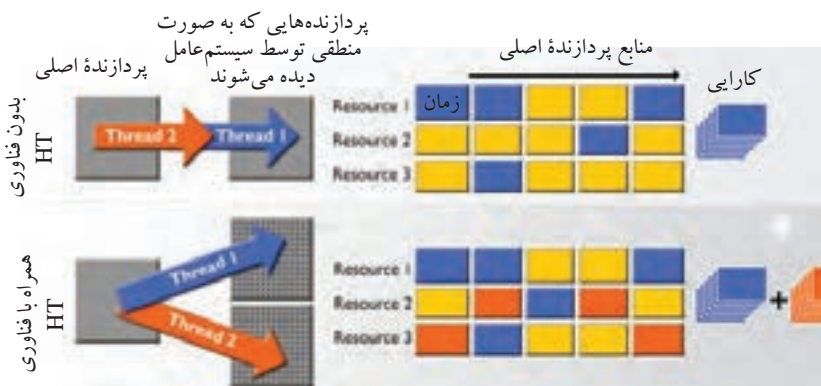 پردازنده‌هایی که به صورت
منطقی توسط سیستم‌عامل
دیده می‌شوند
پردازندهٔ اصلی
منابع پردازندهٔ اصلی
کارایی
بدون فناوری
HT
Thread 2
Thread 1
Resource 1
زمان
Resource 2
Resource 3
همراه با فناوری
HT
Thread 1
Thread 2
Resource 1
Resource 2
Resource 3
+